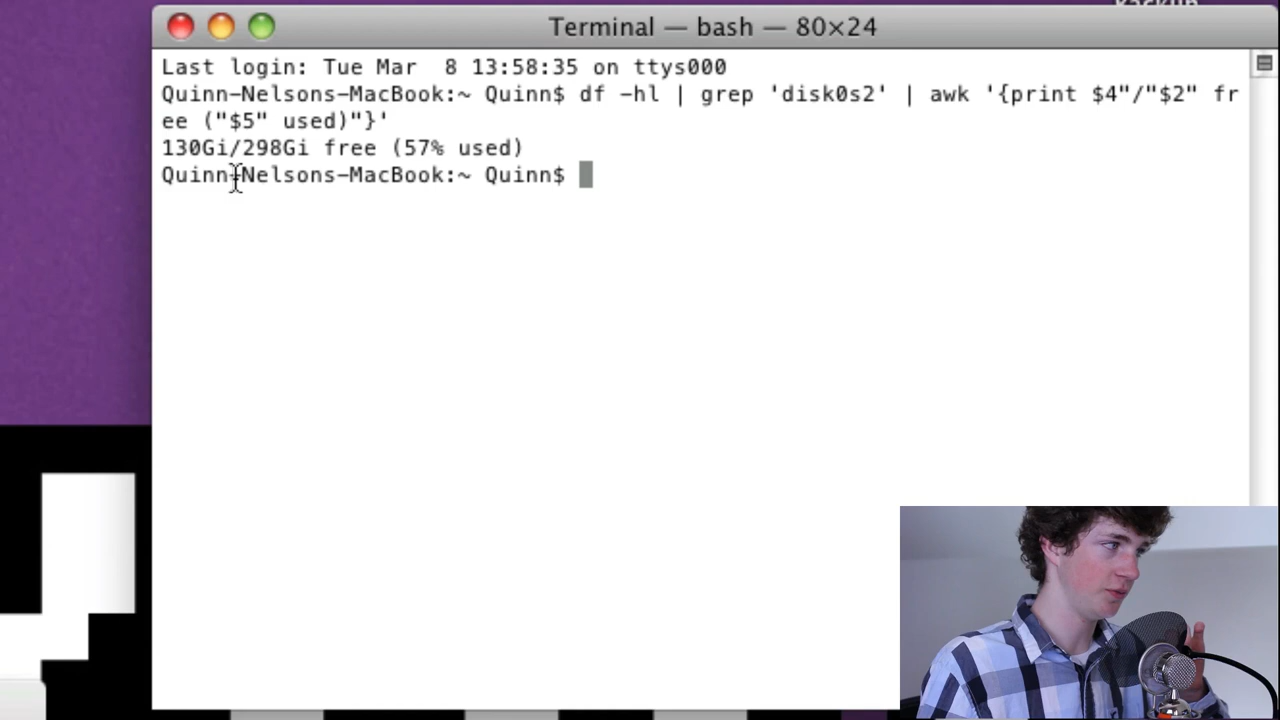 Terminal — bash — 80×24
Last login: Tue Mar  8 13:58:35 on ttys000
Quinn-Nelsons-MacBook:~ Quinn$ df -hl | grep 'disk0s2' | awk '{print $4"/"$2" fr
ee ("$5" used)"}'
130Gi/298Gi free (57% used)
Quinn-Nelsons-MacBook:~ Quinn$